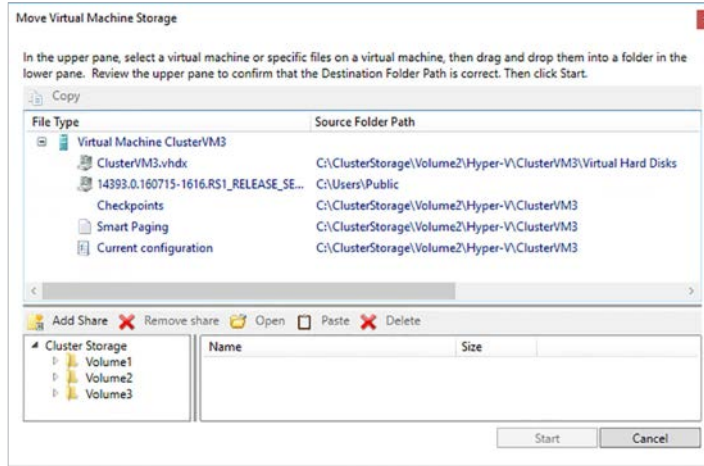 Move Virtual Machine Storage
In the upper pane, select a virtual machine or specific files on a virtual machine, then drag and drop them into a folder in the
lower pane. Review the upper pane to confirm that the Destination Folder Path is correct. Then click Start.
Copy
File Type Source Folder Path
Virtual Machine ClusterVM3
ClusterVM3.vhdx C:\ClusterStorage\Volume2\Hyper-V\ClusterVM3\Virtual Hard Disks
14393.0.160715-1616.RS1_RELEASE_SE... C:\Users\Public
Checkpoints C:\ClusterStorage\Volume2\Hyper-V\ClusterVM3
Smart Paging C:\ClusterStorage\Volume2\Hyper-V\ClusterVM3
Current configuration C:\ClusterStorage\Volume2\Hyper-V\ClusterVM3
Add Share Remove share Open Paste Delete
Cluster Storage Name Size
Volume1
Volume2
Volume3
Start Cancel